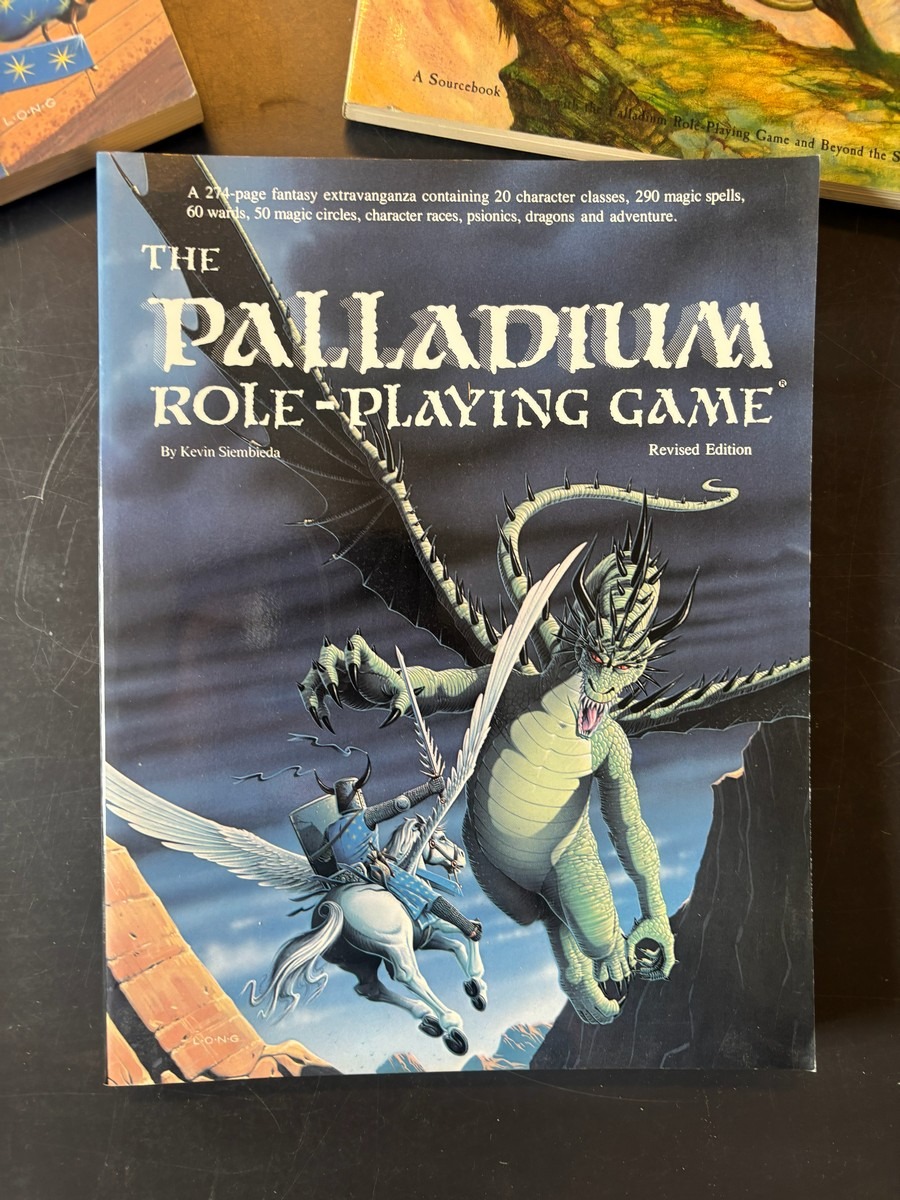 L·O·N·G
A Sourcebook with the Palladium Role-Playing Game and Beyond the S
A 274-page fantasy extravanganza containing 20 character classes, 290 magic spells,
60 wards, 50 magic circles, character races, psionics, dragons and adventure.
THE
PALLADIUM
ROLE-PLAYING GAME®
By Kevin Siembieda
Revised Edition
L·O·N·G